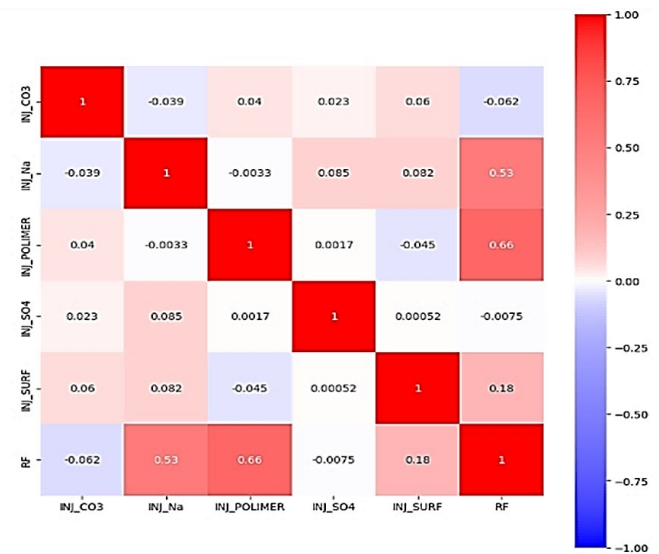 1.00
0.75
0.50
0.25
0.00
-0.25
-0.50
-0.75
-1.00
INJ_CO3 1 -0.039 0.04 0.023 0.06 -0.062
INJ_Na -0.039 1 -0.0033 0.085 0.082 0.53
INJ_POLIMER 0.04 -0.0033 1 0.0017 -0.045 0.66
INJ_SO4 0.023 0.085 0.0017 1 0.00052 -0.0075
INJ_SURF 0.06 0.082 -0.045 0.00052 1 0.18
RF -0.062 0.53 0.66 -0.0075 0.18 1
INJ_CO3 INJ_Na INJ_POLIMER INJ_SO4 INJ_SURF RF